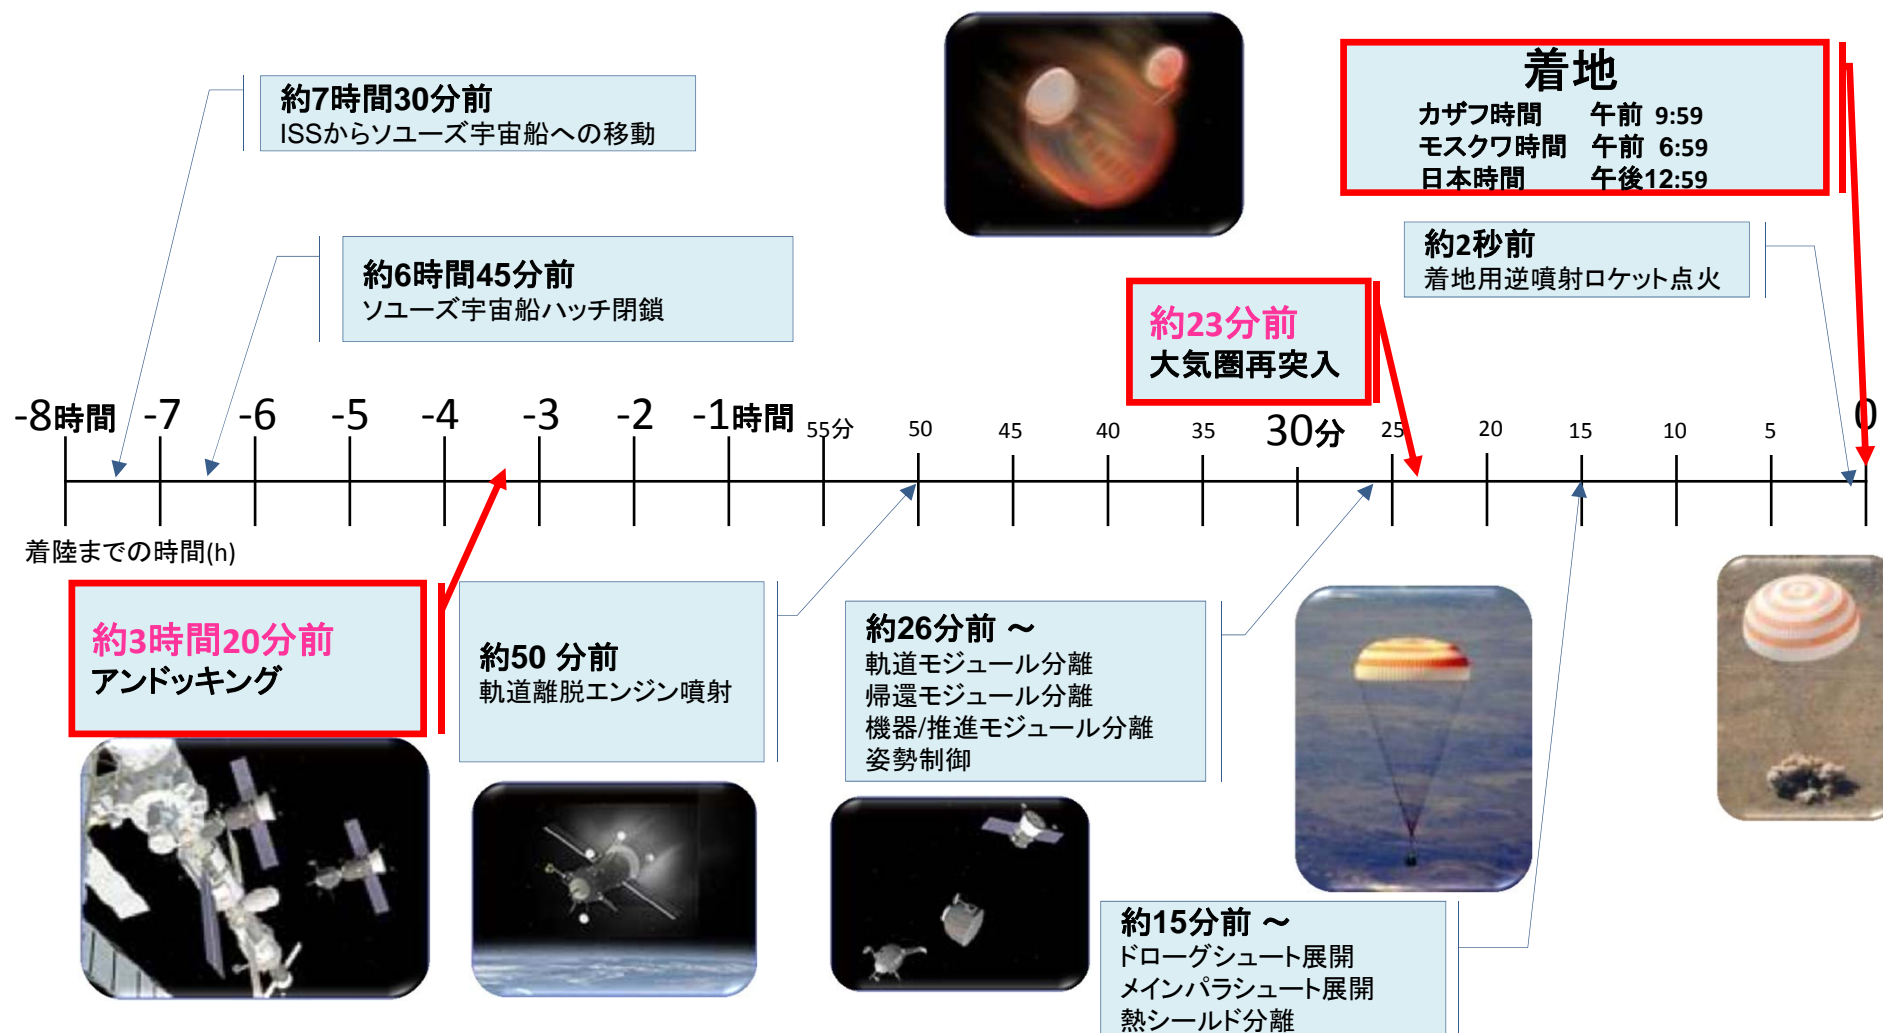 着地
カザフ時間 午前 9:59
モスクワ時間 午前 6:59
日本時間 午後12:59
約7時間30分前
ISSからソユーズ宇宙船への移動
約6時間45分前
ソユーズ宇宙船ハッチ閉鎖
約2秒前
着地用逆噴射ロケット点火
約23分前
大気圏再突入
-8時間 -7 -6 -5 -4 -3 -2 -1時間 55分 50 45 40 35 30分 25 20 15 10 5 0
着陸までの時間(h)
約3時間20分前
アンドッキング
約50 分前
軌道離脱エンジン噴射
約26分前 ～
軌道モジュール分離
帰還モジュール分離
機器/推進モジュール分離
姿勢制御
約15分前 ～
ドローグシュート展開
メインパラシュート展開
熱シールド分離